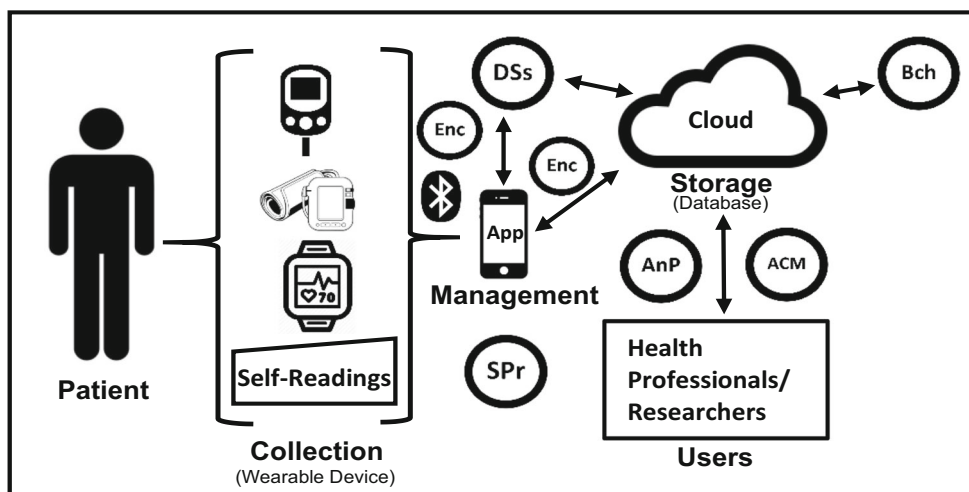 Patient
70
Self-Readings
Collection
(Wearable Device)
Enc
DSs
Enc
App
Management
SPr
Cloud
Storage
(Database)
Bch
AnP
ACM
Health
Professionals/
Researchers
Users